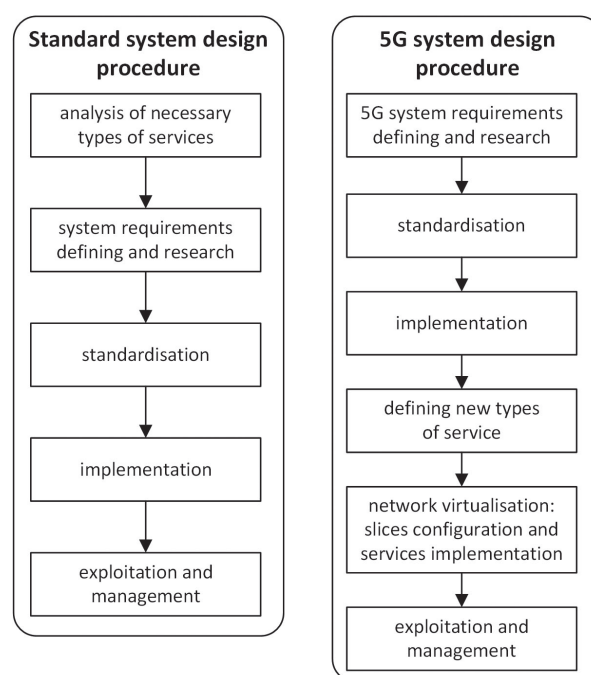 Standard system design
procedure
analysis of necessary
types of services
system requirements
defining and research
standardisation
implementation
exploitation and
management
5G system design
procedure
5G system requirements
defining and research
standardisation
implementation
defining new types
of service
network virtualisation:
slices configuration and
services implementation
exploitation and
management